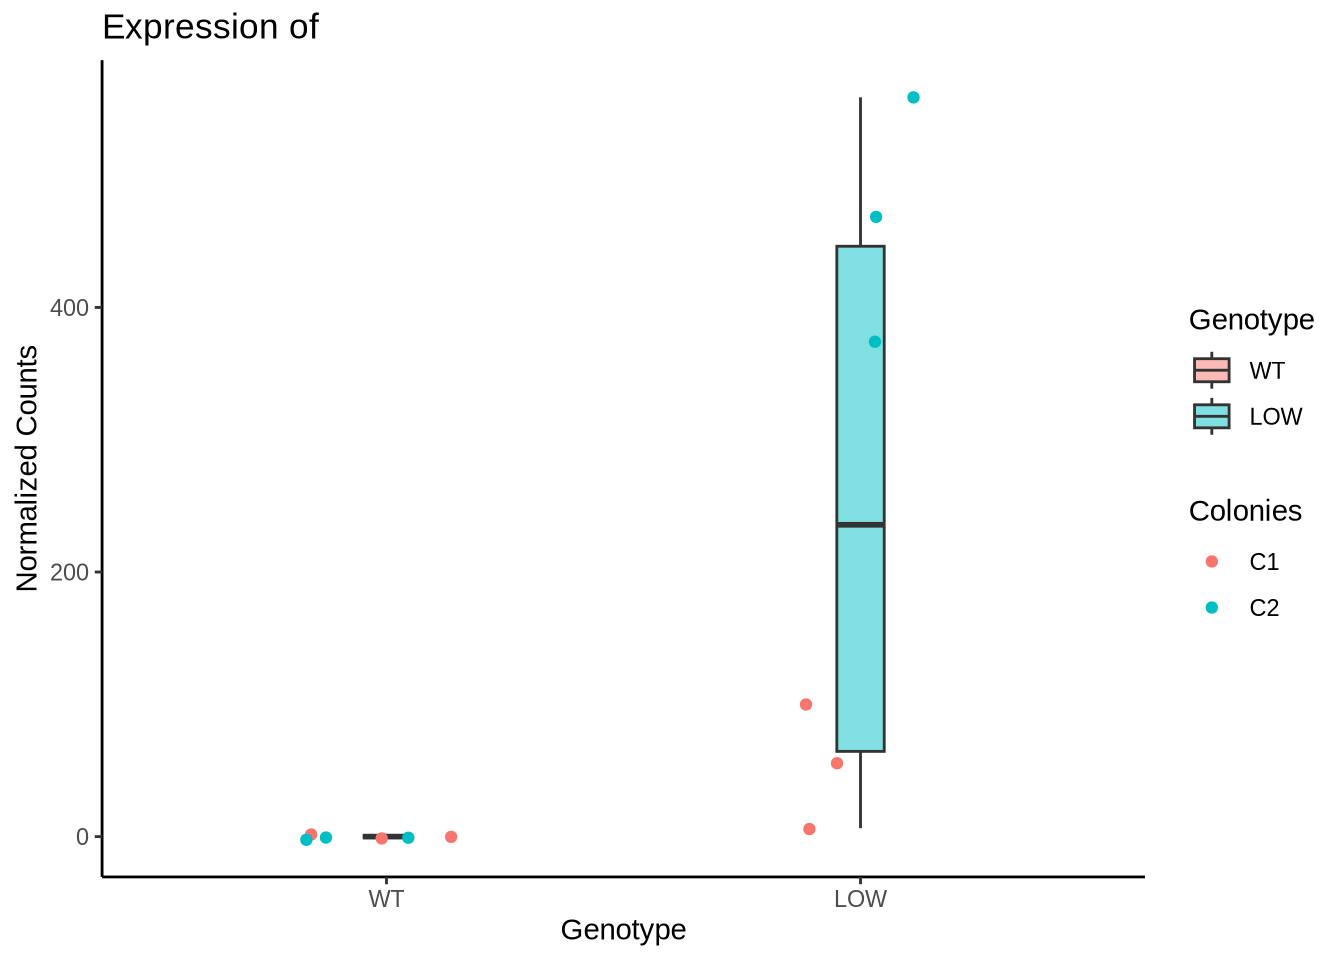 Expression of
Normalized Counts
400
200
0
WT
LOW
Genotype
Genotype
WT
LOW
Colonies
C1
C2